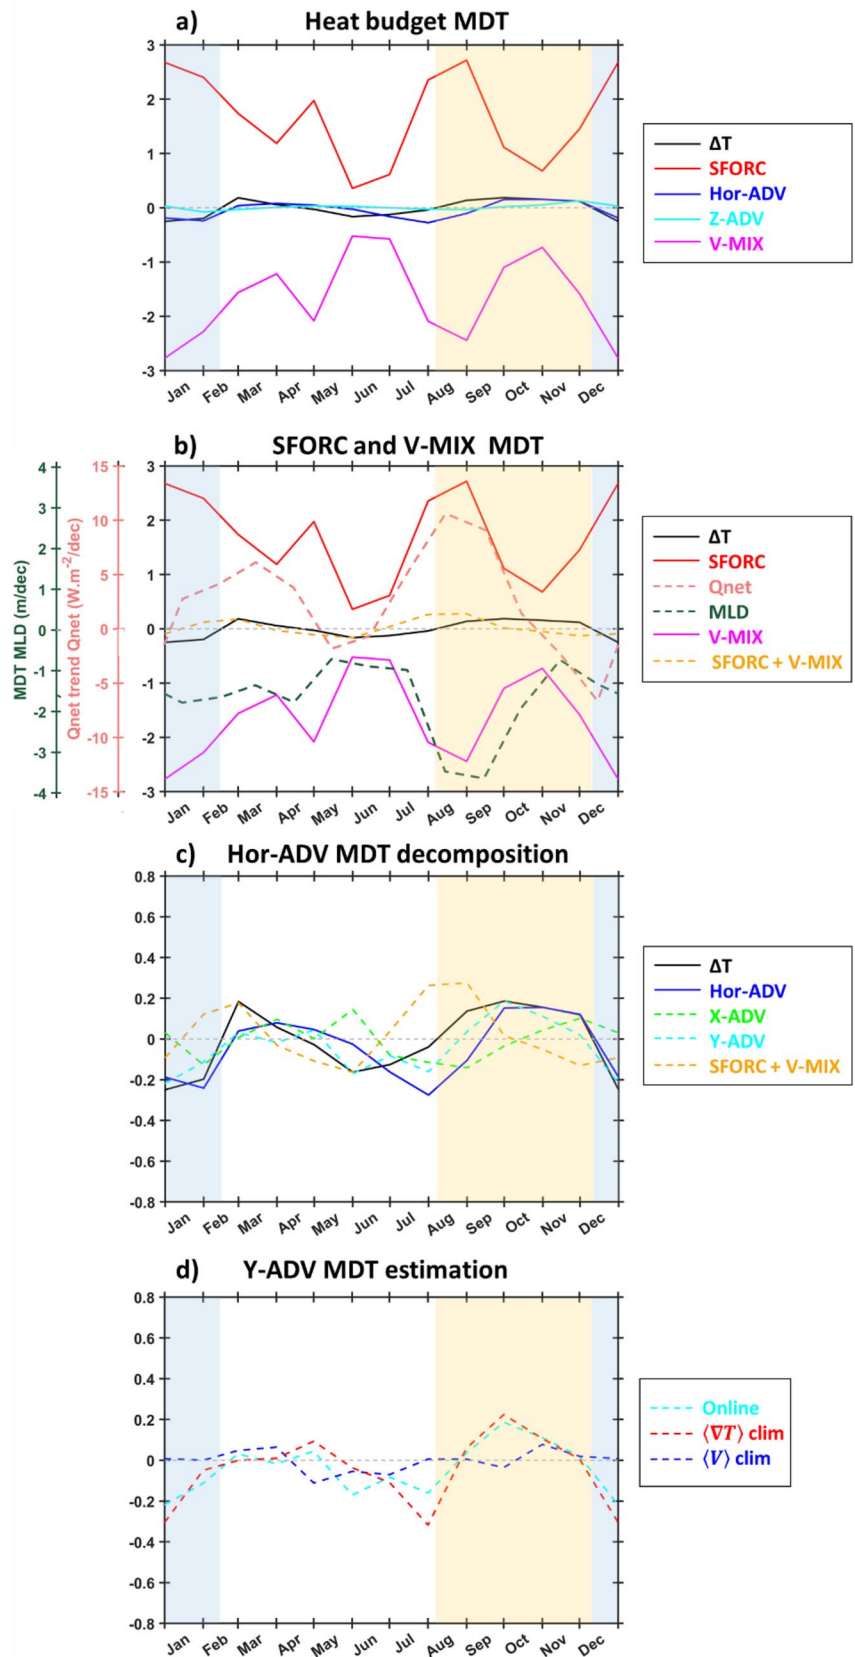 a) Heat budget MDT
3
2
1
0
-1
-2
-3
Jan Feb Mar Apr May Jun Jul Aug Sep Oct Nov Dec
ΔT
SFORC
Hor-ADV
Z-ADV
V-MIX
b) SFORC and V-MIX MDT
MDT MLD (m/dec)
4
3
2
1
0
-1
-2
-3
-4
Qnet trend Qnet (W.m⁻²/dec)
15
10
5
0
-5
-10
-15
3
2
1
0
-1
-2
-3
Jan Feb Mar Apr May Jun Jul Aug Sep Oct Nov Dec
ΔT
SFORC
Qnet
MLD
V-MIX
SFORC + V-MIX
c) Hor-ADV MDT decomposition
0.8
0.6
0.4
0.2
0
-0.2
-0.4
-0.6
-0.8
Jan Feb Mar Apr May Jun Jul Aug Sep Oct Nov Dec
ΔT
Hor-ADV
X-ADV
Y-ADV
SFORC + V-MIX
d) Y-ADV MDT estimation
0.8
0.6
0.4
0.2
0
-0.2
-0.4
-0.6
-0.8
Jan Feb Mar Apr May Jun Jul Aug Sep Oct Nov Dec
Online
⟨∇T⟩ clim
⟨V⟩ clim